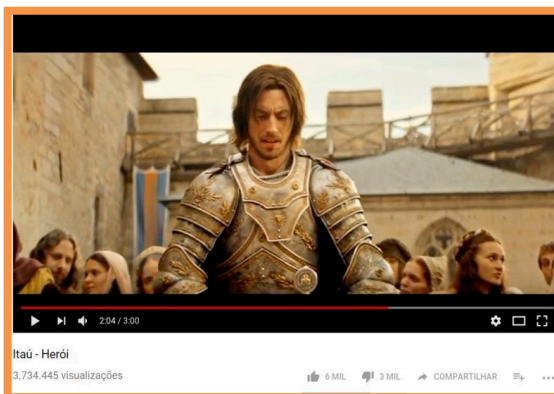 2:04 / 3:00
Itaú - Herói
3.734.445 visualizações
6 MIL
3 MIL
COMPARTILHAR